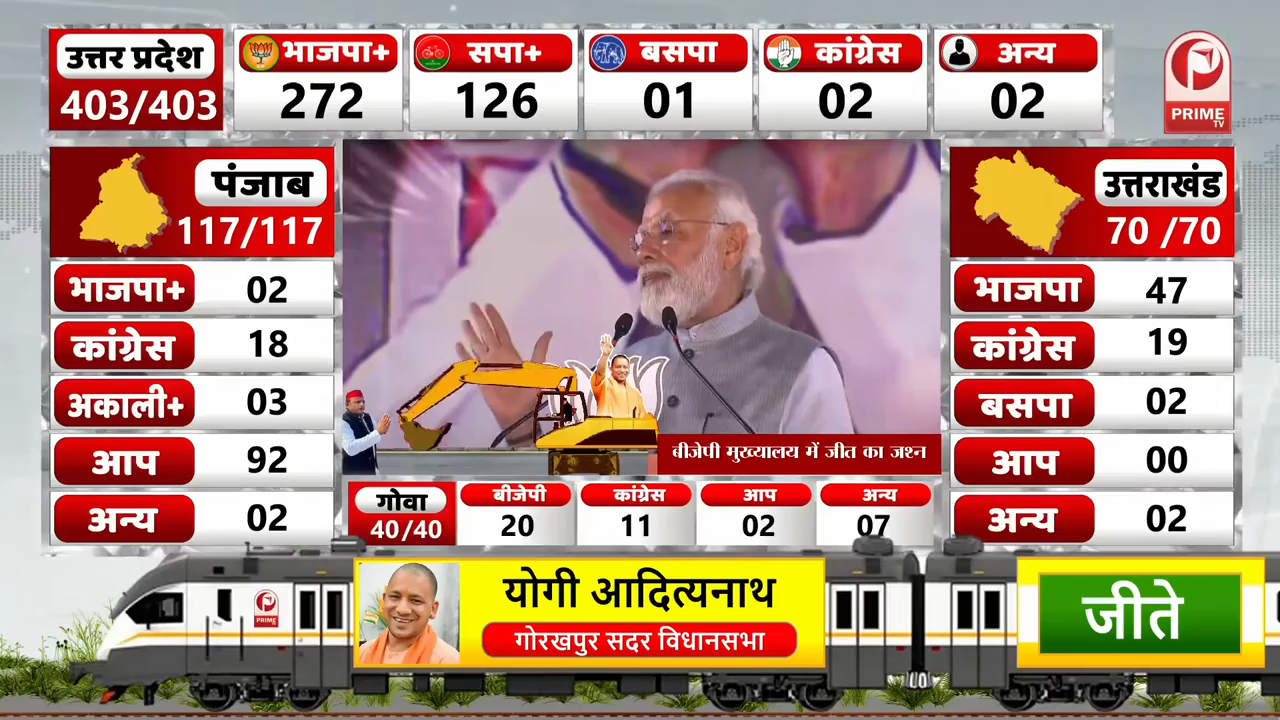 उत्तर प्रदेश
403/403
भाजपा+
272
सपा+
126
बसपा
01
कांग्रेस
02
अन्य
02
PRIME
TV
पंजाब
117/117
भाजपा+ 02
कांग्रेस 18
अकाली+ 03
आप 92
अन्य 02
उत्तराखंड
70 /70
भाजपा 47
कांग्रेस 19
बसपा 02
आप 00
अन्य 02
बीजेपी मुख्यालय में जीत का जश्न
गोवा
40/40
बीजेपी
20
कांग्रेस
11
आप
02
अन्य
07
PRIME
योगी आदित्यनाथ
गोरखपुर सदर विधानसभा
जीते